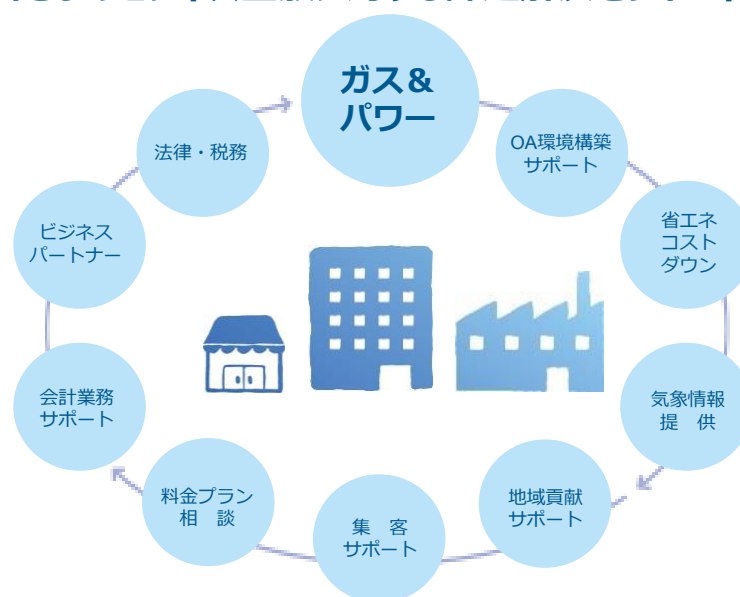 ガス&
パワー
OA環境構築
サポート
省エネ
コスト
ダウン
気象情報
提　供
地域貢献
サポート
集　客
サポート
料金プラン
相　談
会計業務
サポート
ビジネス
パートナー
法律・税務